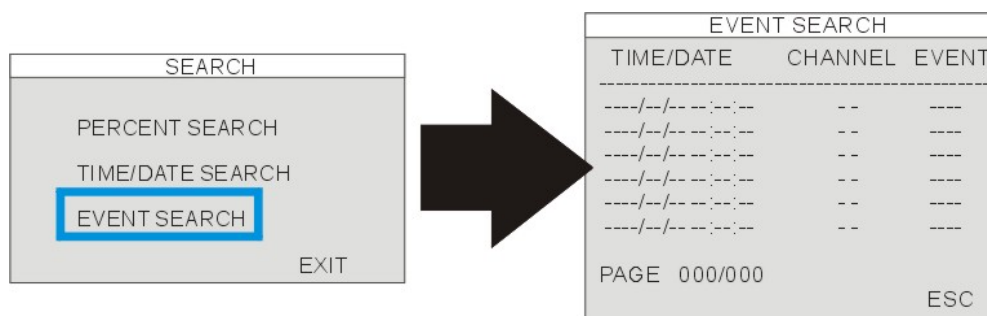 SEARCH
PERCENT SEARCH
TIME/DATE SEARCH
EVENT SEARCH
EXIT
EVENT SEARCH
TIME/DATE CHANNEL EVENT
----/--/-- --:--:-- -- ----
----/--/-- --:--:-- -- ----
----/--/-- --:--:-- -- ----
----/--/-- --:--:-- -- ----
----/--/-- --:--:-- -- ----
----/--/-- --:--:-- -- ----
PAGE 000/000
ESC